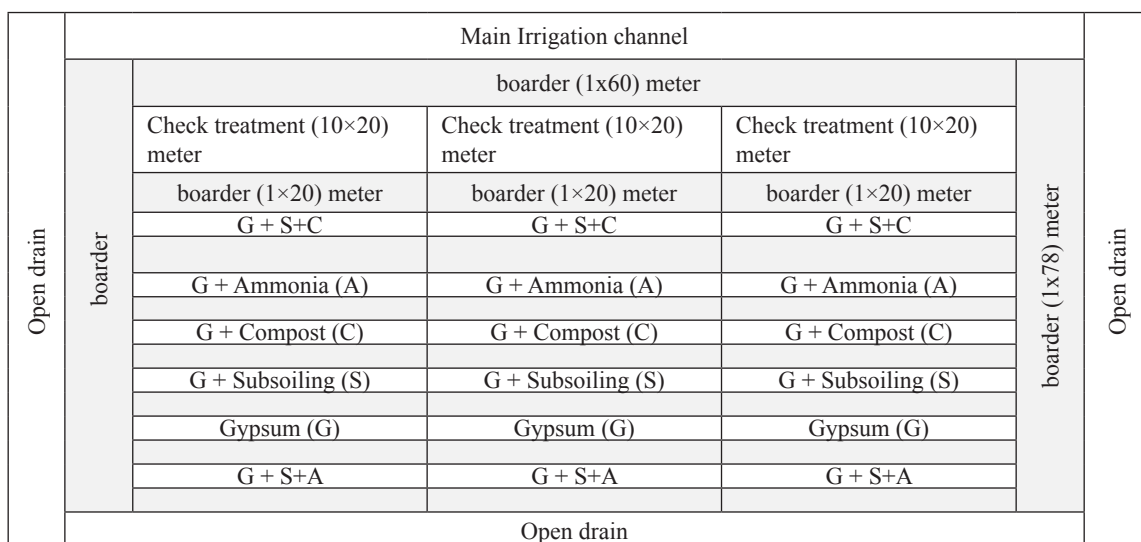 Main Irrigation channel
Open drain
boarder
boarder (1x60) meter
boarder (1x78) meter
Open drain
Check treatment (10×20)
meter
Check treatment (10×20)
meter
Check treatment (10×20)
meter
boarder (1×20) meter
boarder (1×20) meter
boarder (1×20) meter
G + S+C
G + S+C
G + S+C
G + Ammonia (A)
G + Ammonia (A)
G + Ammonia (A)
G + Compost (C)
G + Compost (C)
G + Compost (C)
G + Subsoiling (S)
G + Subsoiling (S)
G + Subsoiling (S)
Gypsum (G)
Gypsum (G)
Gypsum (G)
G + S+A
G + S+A
G + S+A
Open drain